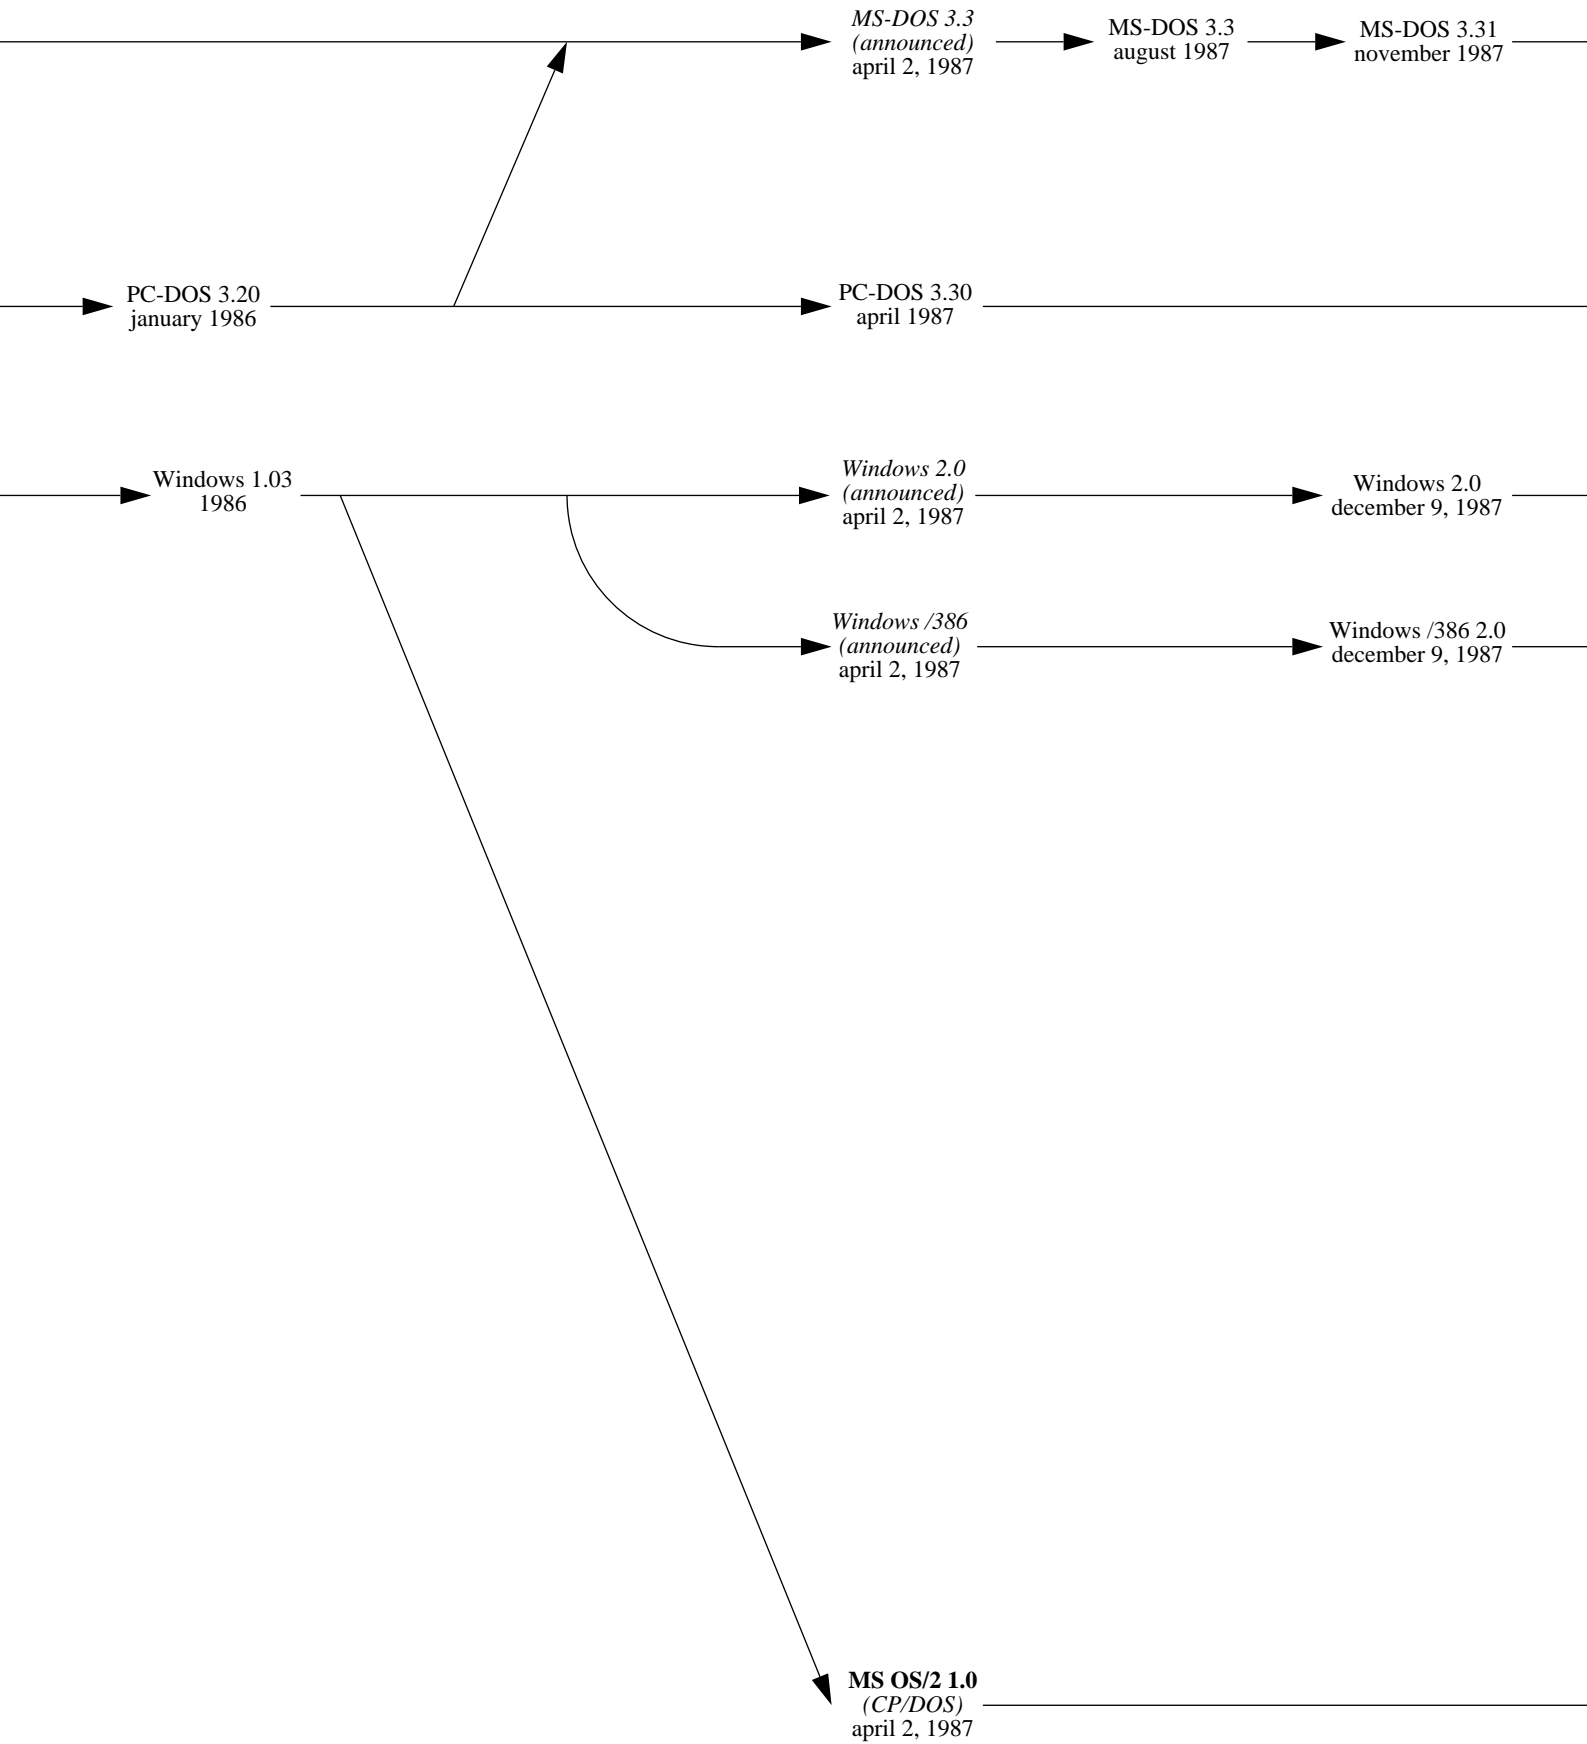 MS-DOS 3.3
(announced)
april 2, 1987
MS-DOS 3.3
august 1987
MS-DOS 3.31
november 1987
PC-DOS 3.20
january 1986
PC-DOS 3.30
april 1987
Windows 1.03
1986
Windows 2.0
(announced)
april 2, 1987
Windows 2.0
december 9, 1987
Windows /386
(announced)
april 2, 1987
Windows /386 2.0
december 9, 1987
MS OS/2 1.0
(CP/DOS)
april 2, 1987